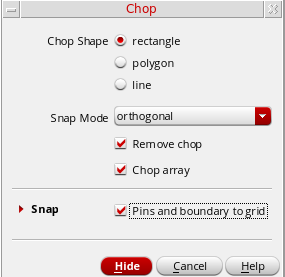 Chop
Chop Shape rectangle
polygon
line
Snap Mode orthogonal
Remove chop
Chop array
Snap Pins and boundary to grid
Hide Cancel Help